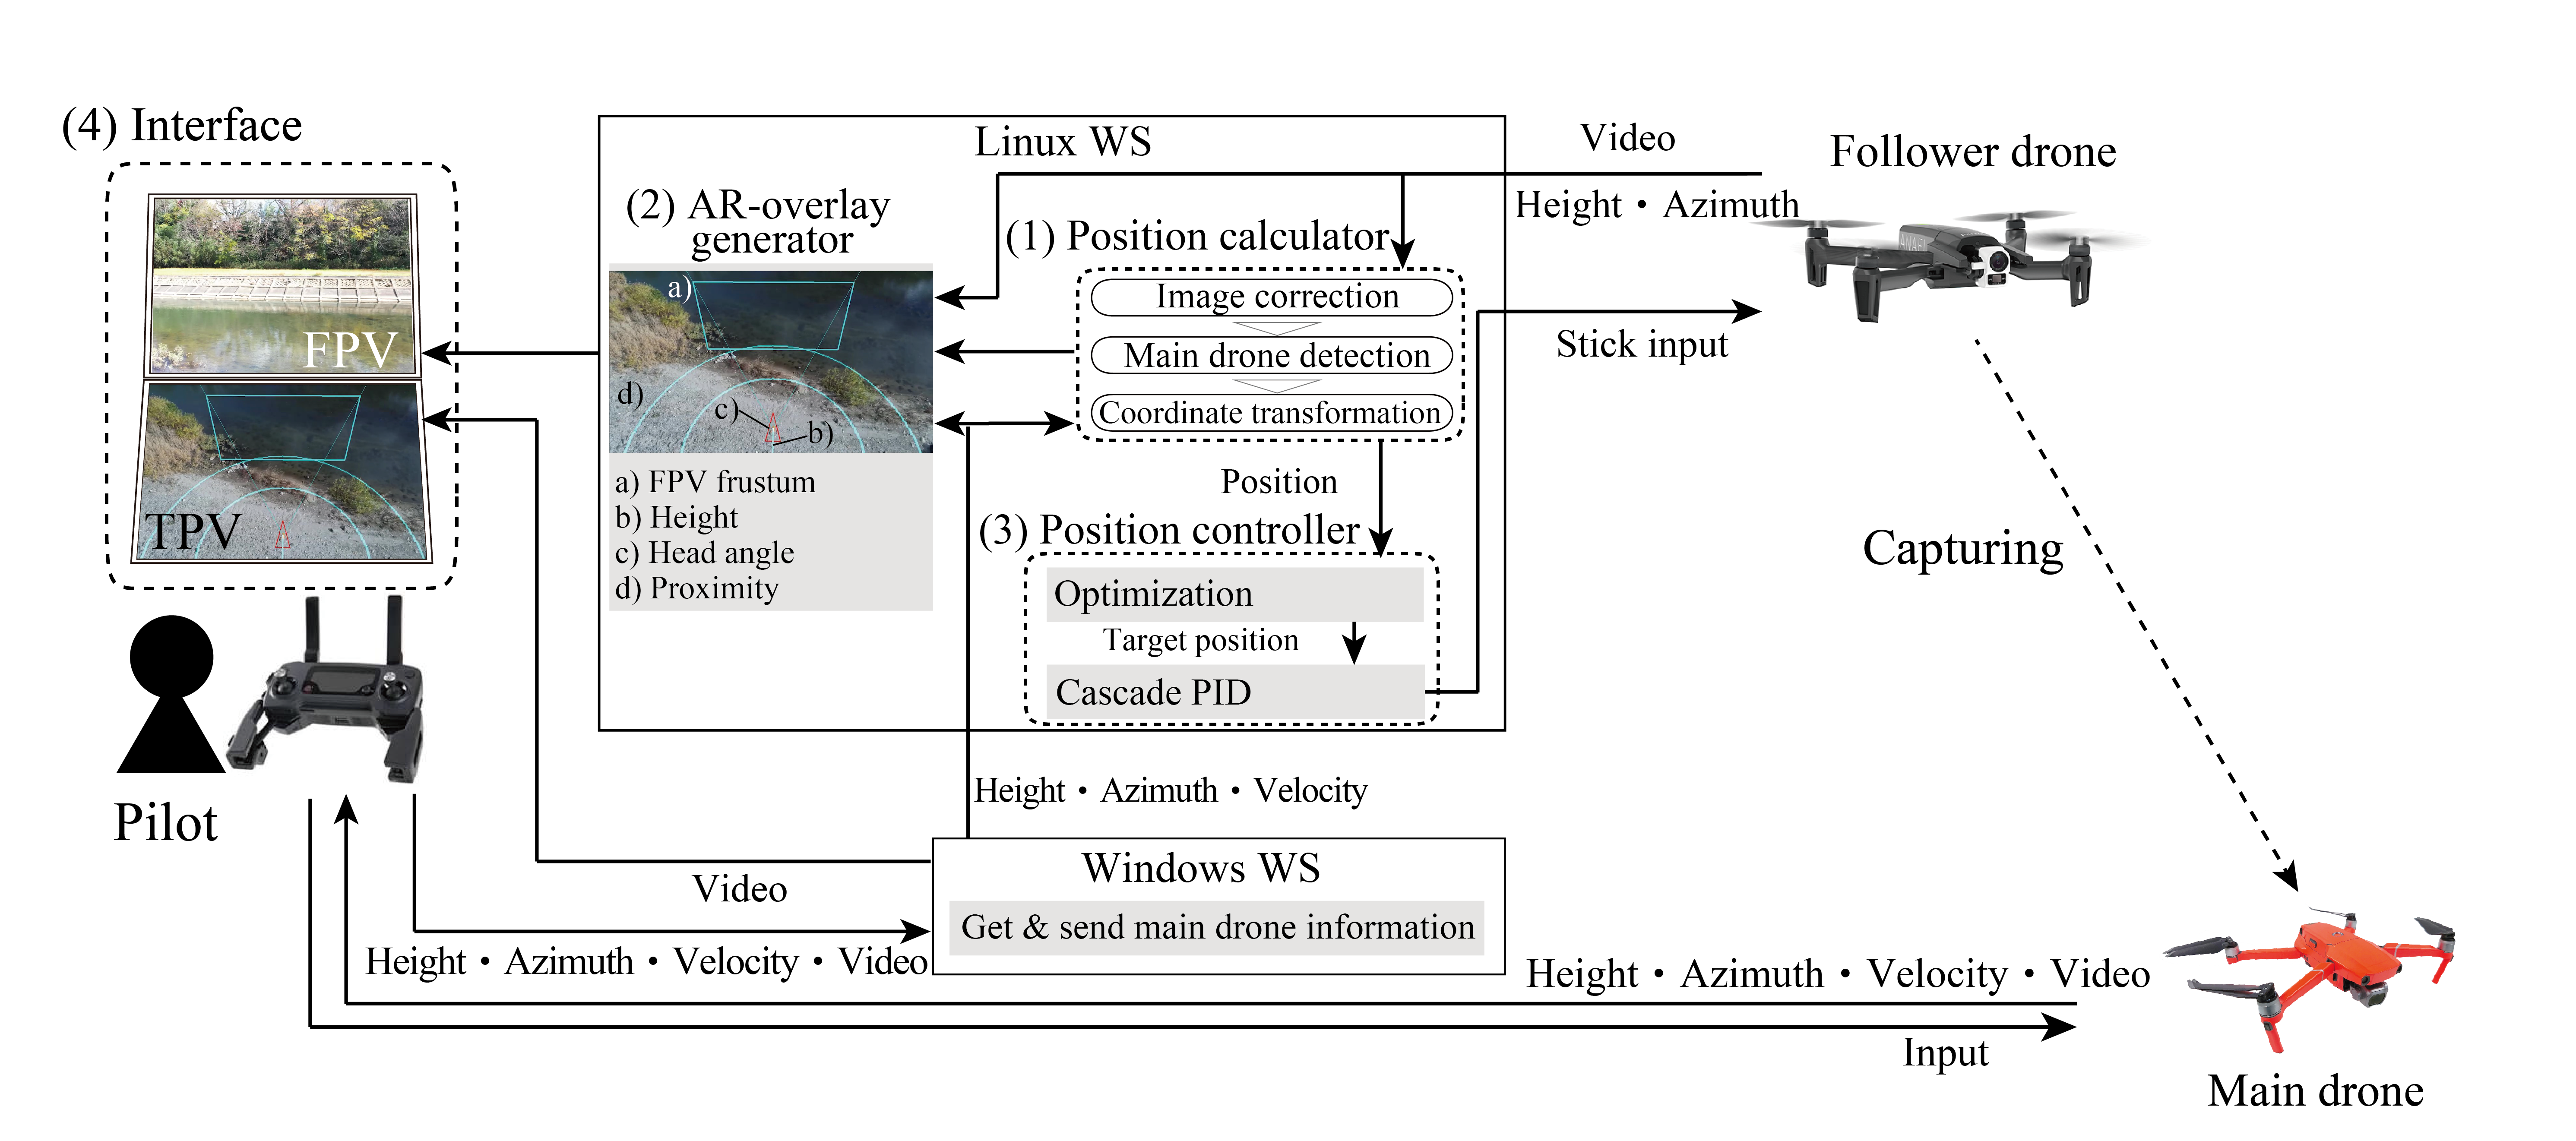 (4) Interface
FPV
TPV
Pilot
Linux WS
(2) AR-overlay
generator
a)
d)
c)
b)
a) FPV frustum
b) Height
c) Head angle
d) Proximity
(1) Position calculator
Image correction
Main drone detection
Coordinate transformation
Position
(3) Position controller
Optimization
Target position
Cascade PID
Video
Height・Azimuth
Stick input
Follower drone
ANAFI
Capturing
Height・Azimuth・Velocity
Windows WS
Get & send main drone information
Video
Height・Azimuth・Velocity・Video
Height・Azimuth・Velocity・Video
Input
Main drone